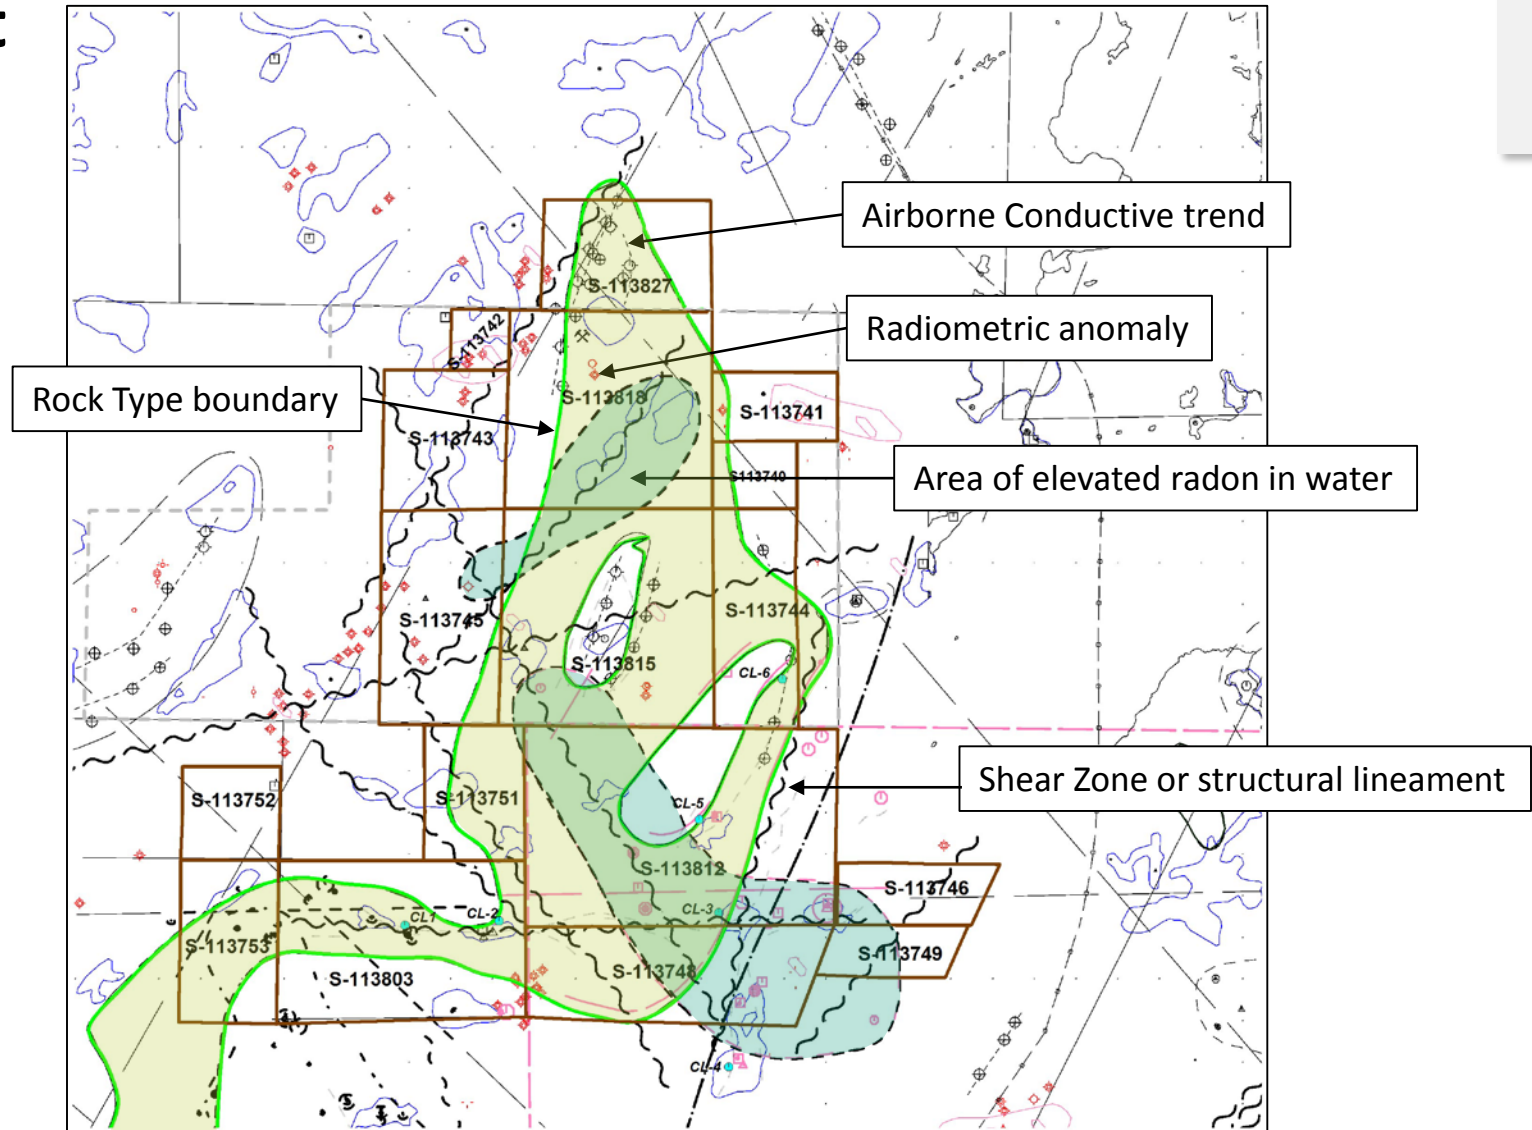 t
Airborne Conductive trend
S-113827
Radiometric anomaly
S-113742
Rock Type boundary
S-113818
S-113741
S-113743
S113740
Area of elevated radon in water
S-113745
S-113744
S-113815
CL-6
Shear Zone or structural lineament
S-113752
S-113751
CL-5
S-113812
S-113746
CL1
CL-2
CL-3
S-113753
S-113749
S-113748
S-113803
CL-4